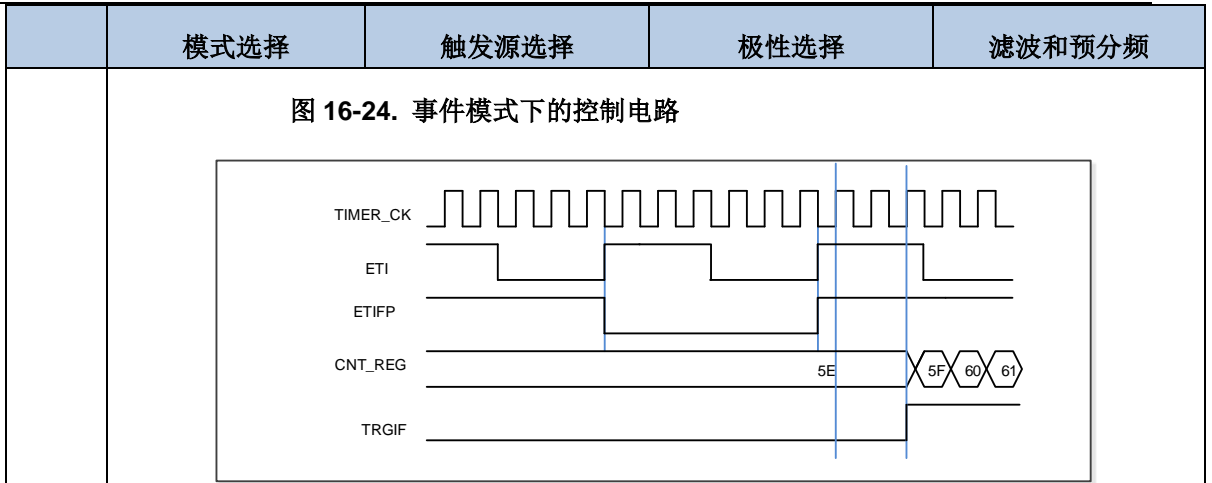 模式选择 触发源选择 极性选择 滤波和预分频
图 16-24. 事件模式下的控制电路
TIMER_CK
ETI
ETIFP
CNT_REG 5E 5F 60 61
TRGIF